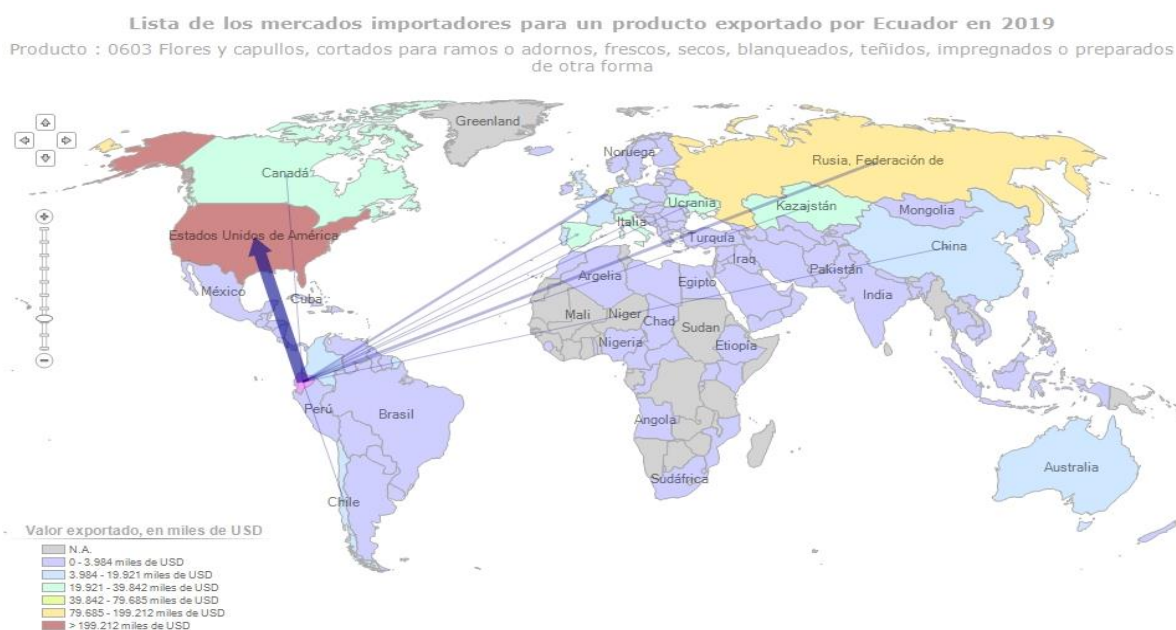 Lista de los mercados importadores para un producto exportado por Ecuador en 2019
Producto : 0603 Flores y capullos, cortados para ramos o adornos, frescos, secos, blanqueados, teñidos, impregnados o preparados
de otra forma
Greenland
Noruega
Rusia, Federación de
Canadá
Ucrania
Kazajstán
Italia
Mongolia
Estados Unidos de América
Turquía
China
Iraq
Pakistán
Argelia
Egipto
México
Cuba
India
Mali
Niger
Chad
Sudan
Nigeria
Etiopía
Perú
Brasil
Angola
Australia
Sudáfrica
Chile
Valor exportado, en miles de USD
N.A.
0 - 3.984 miles de USD
3.984 - 19.921 miles de USD
19.921 - 39.842 miles de USD
39.842 - 79.685 miles de USD
79.685 - 199.212 miles de USD
> 199.212 miles de USD